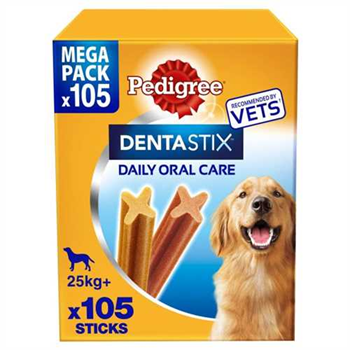 MEGA
PACK
x105
Pedigree
RECOMMENDED BY
VETS
DENTASTIX
DAILY ORAL CARE
25kg+
x105
STICKS